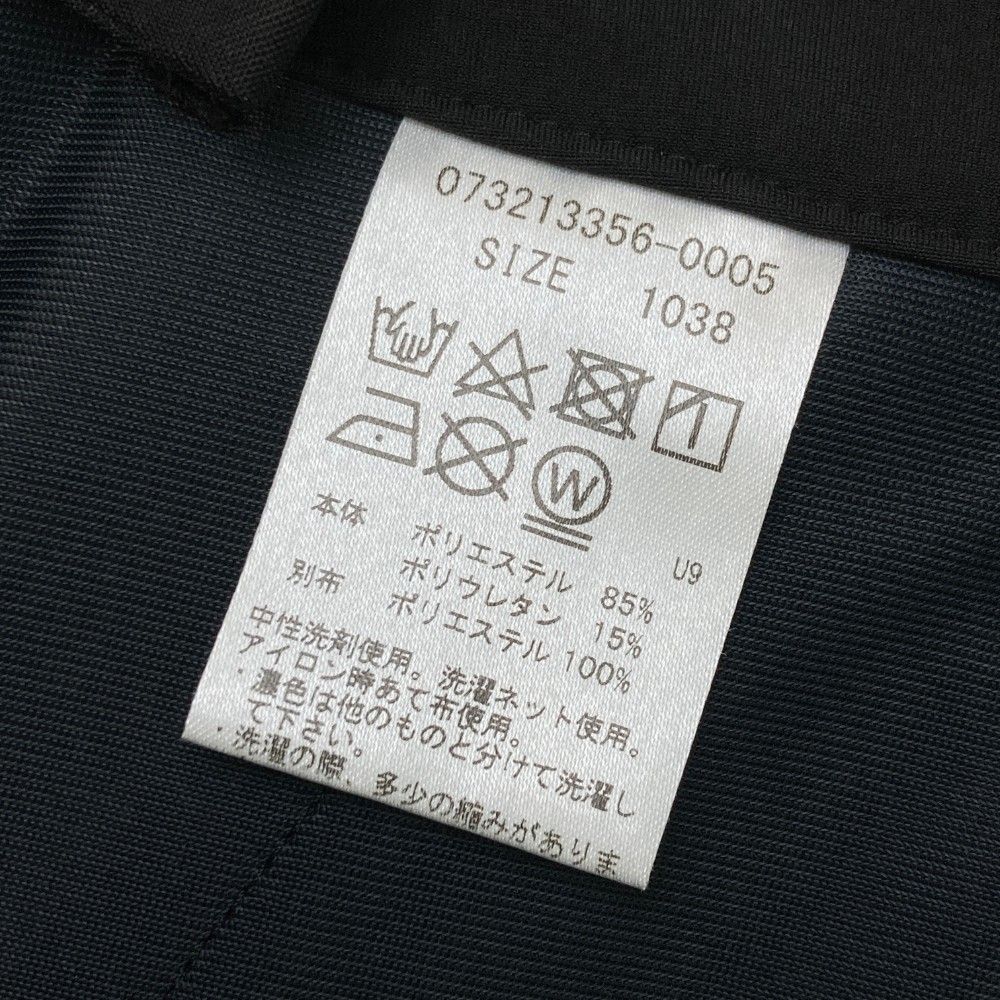 073213356-0005
SIZE 1038
W
U9
本体 ポリエステル 85%
ポリウレタン 15%
別布 ポリエステル 100%
中性洗剤使用。洗濯ネット使用。
アイロン時あて布使用。
・濃色は他のものと分けて洗濯し
て下さい。
・洗濯の際、多少の縮みがありま